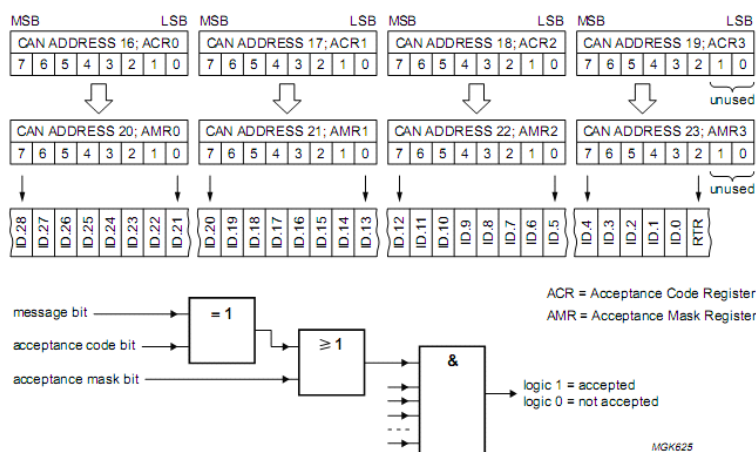 MSB LSB MSB LSB MSB LSB MSB LSB
CAN ADDRESS 16; ACR0 CAN ADDRESS 17; ACR1 CAN ADDRESS 18; ACR2 CAN ADDRESS 19; ACR3
7 6 5 4 3 2 1 0 7 6 5 4 3 2 1 0 7 6 5 4 3 2 1 0 7 6 5 4 3 2 1 0
unused
CAN ADDRESS 20; AMR0 CAN ADDRESS 21; AMR1 CAN ADDRESS 22; AMR2 CAN ADDRESS 23; AMR3
7 6 5 4 3 2 1 0 7 6 5 4 3 2 1 0 7 6 5 4 3 2 1 0 7 6 5 4 3 2 1 0
unused
ID.28 ID.27 ID.26 ID.25 ID.24 ID.23 ID.22 ID.21 ID.20 ID.19 ID.18 ID.17 ID.16 ID.15 ID.14 ID.13 ID.12 ID.11 ID.10 ID.9 ID.8 ID.7 ID.6 ID.5 ID.4 ID.3 ID.2 ID.1 ID.0 RTR
ACR = Acceptance Code Register
AMR = Acceptance Mask Register
message bit
= 1
acceptance code bit
≥ 1
acceptance mask bit
&
logic 1 = accepted
logic 0 = not accepted
MGK625